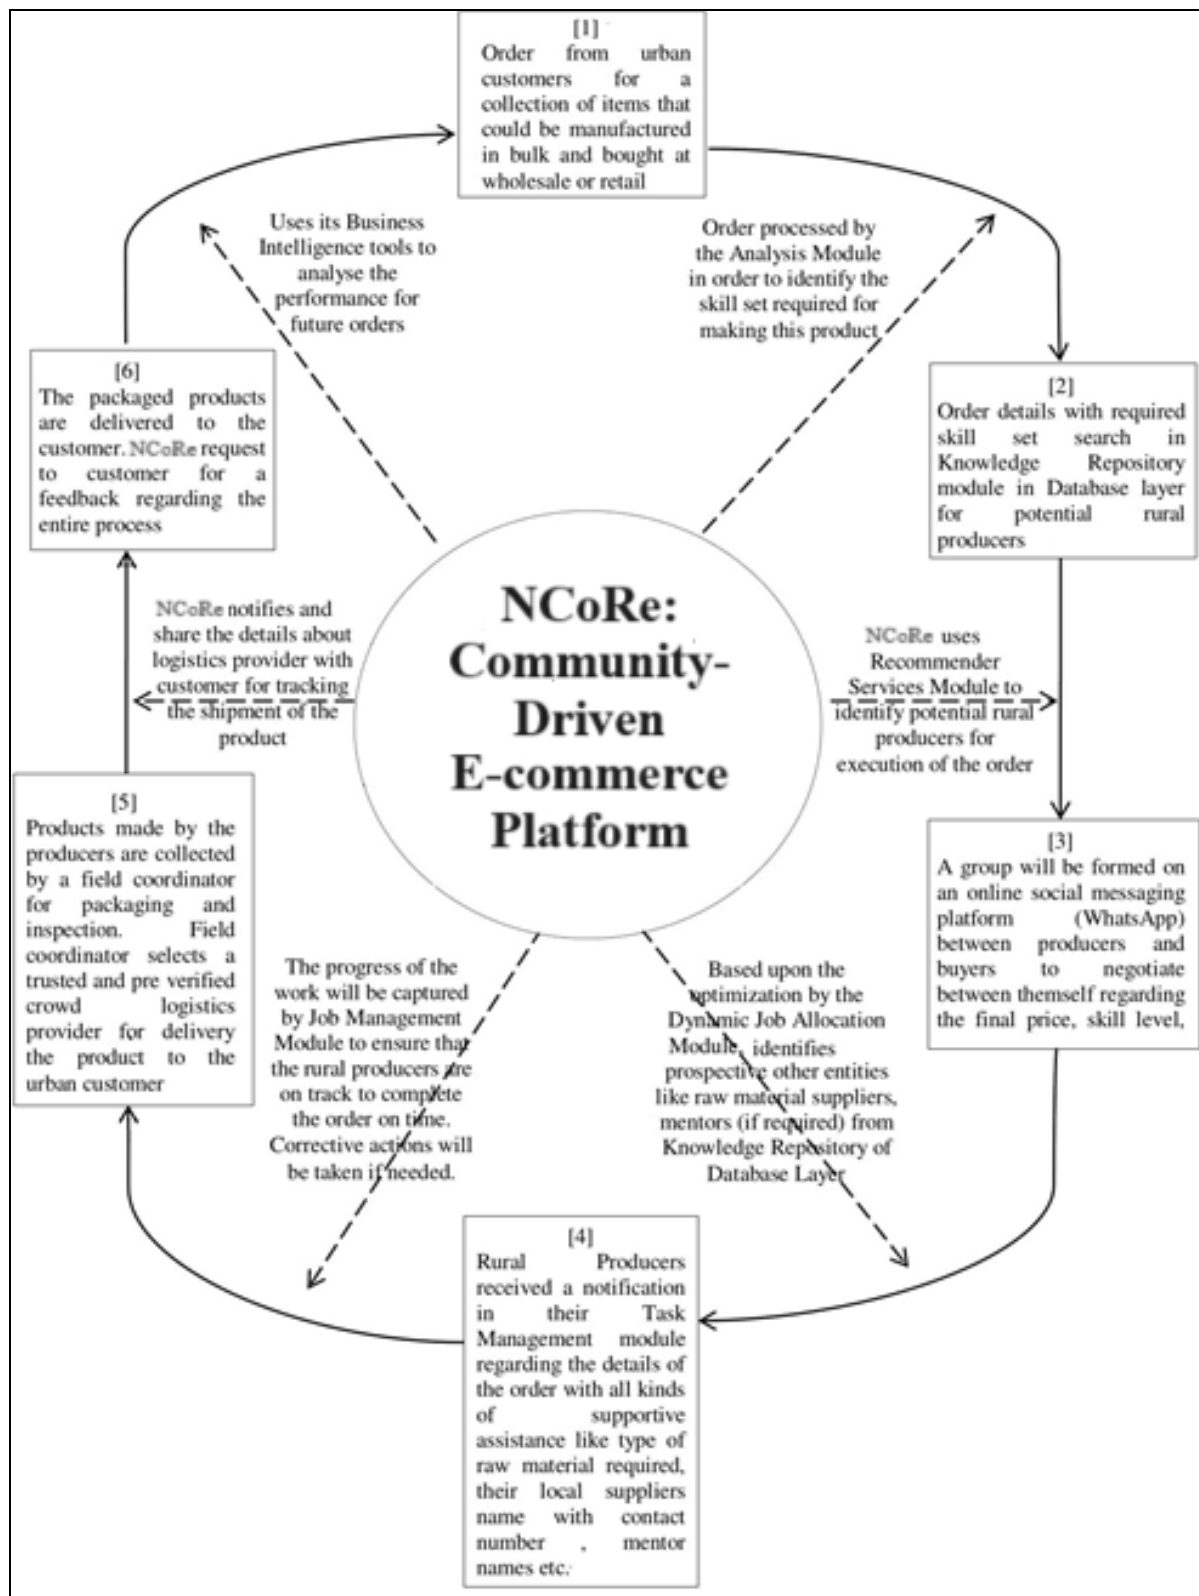 [1]
Order from urban
customers for a
collection of items that
could be manufactured
in bulk and bought at
wholesale or retail
Order processed by
the Analysis Module
in order to identify the
skill set required for
making this product
[2]
Order details with required
skill set search in
Knowledge Repository
module in Database layer
for potential rural
producers
NCoRe uses
Recommender
Services Module to
identify potential rural
producers for
execution of the order
[3]
A group will be formed on
an online social messaging
platform (WhatsApp)
between producers and
buyers to negotiate
between themself regarding
the final price, skill level,
Based upon the
optimization by the
Dynamic Job Allocation
Module, identifies
prospective other entities
like raw material suppliers,
mentors (if required) from
Knowledge Repository of
Database Layer
[4]
Rural Producers
received a notification
in their Task
Management module
regarding the details of
the order with all kinds
of supportive
assistance like type of
raw material required,
their local suppliers
name with contact
number , mentor
names etc.
The progress of the
work will be captured
by Job Management
Module to ensure that
the rural producers are
on track to complete
the order on time.
Corrective actions will
be taken if needed.
[5]
Products made by the
producers are collected
by a field coordinator
for packaging and
inspection. Field
coordinator selects a
trusted and pre verified
crowd logistics
provider for delivery
the product to the
urban customer
NCoRe notifies and
share the details about
logistics provider with
customer for tracking
the shipment of the
product
[6]
The packaged products
are delivered to the
customer. NCoRe request
to customer for a
feedback regarding the
entire process
Uses its Business
Intelligence tools to
analyse the
performance for
future orders
NCoRe:
Community-
Driven
E-commerce
Platform